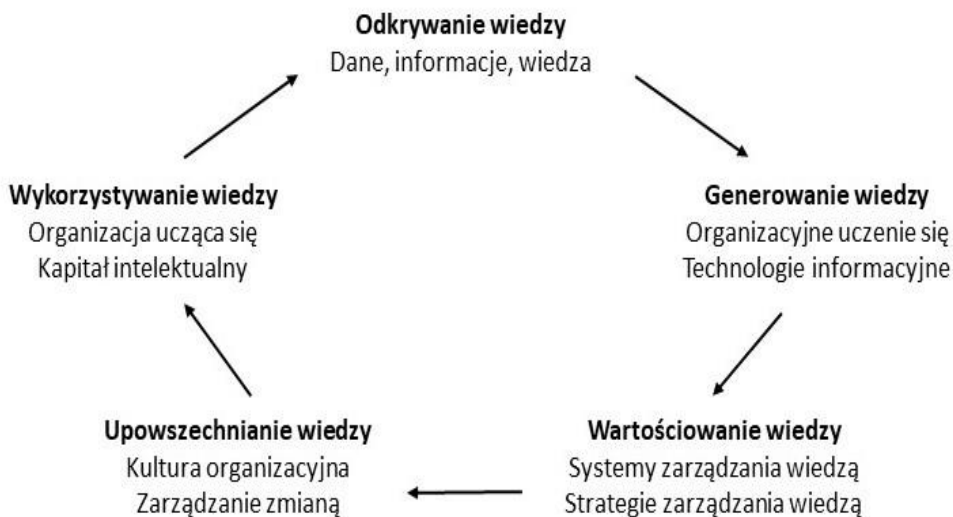 Odkrywanie wiedzy
Dane, informacje, wiedza
Generowanie wiedzy
Organizacyjne uczenie się
Technologie informacyjne
Wartościowanie wiedzy
Systemy zarządzania wiedzą
Strategie zarządzania wiedzą
Upowszechnianie wiedzy
Kultura organizacyjna
Zarządzanie zmianą
Wykorzystywanie wiedzy
Organizacja ucząca się
Kapitał intelektualny